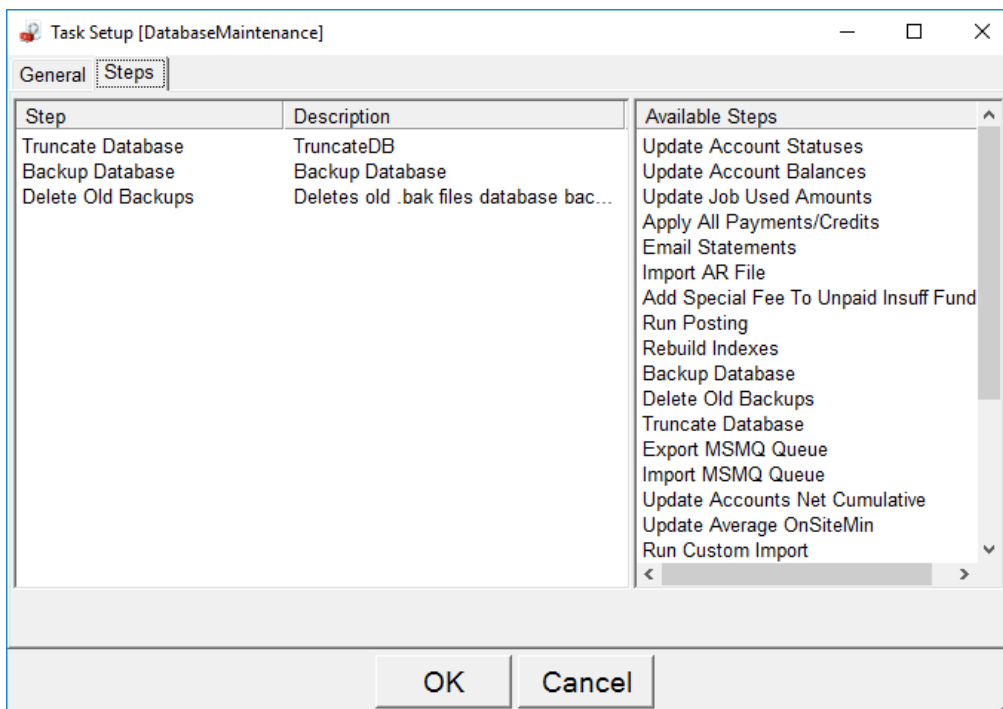 Task Setup [DatabaseMaintenance]
General Steps
Step Description
Truncate Database TruncateDB
Backup Database Backup Database
Delete Old Backups Deletes old .bak files database bac...
Available Steps
Update Account Statuses
Update Account Balances
Update Job Used Amounts
Apply All Payments/Credits
Email Statements
Import AR File
Add Special Fee To Unpaid Insuff Fund
Run Posting
Rebuild Indexes
Backup Database
Delete Old Backups
Truncate Database
Export MSMQ Queue
Import MSMQ Queue
Update Accounts Net Cumulative
Update Average OnSiteMin
Run Custom Import
OK Cancel